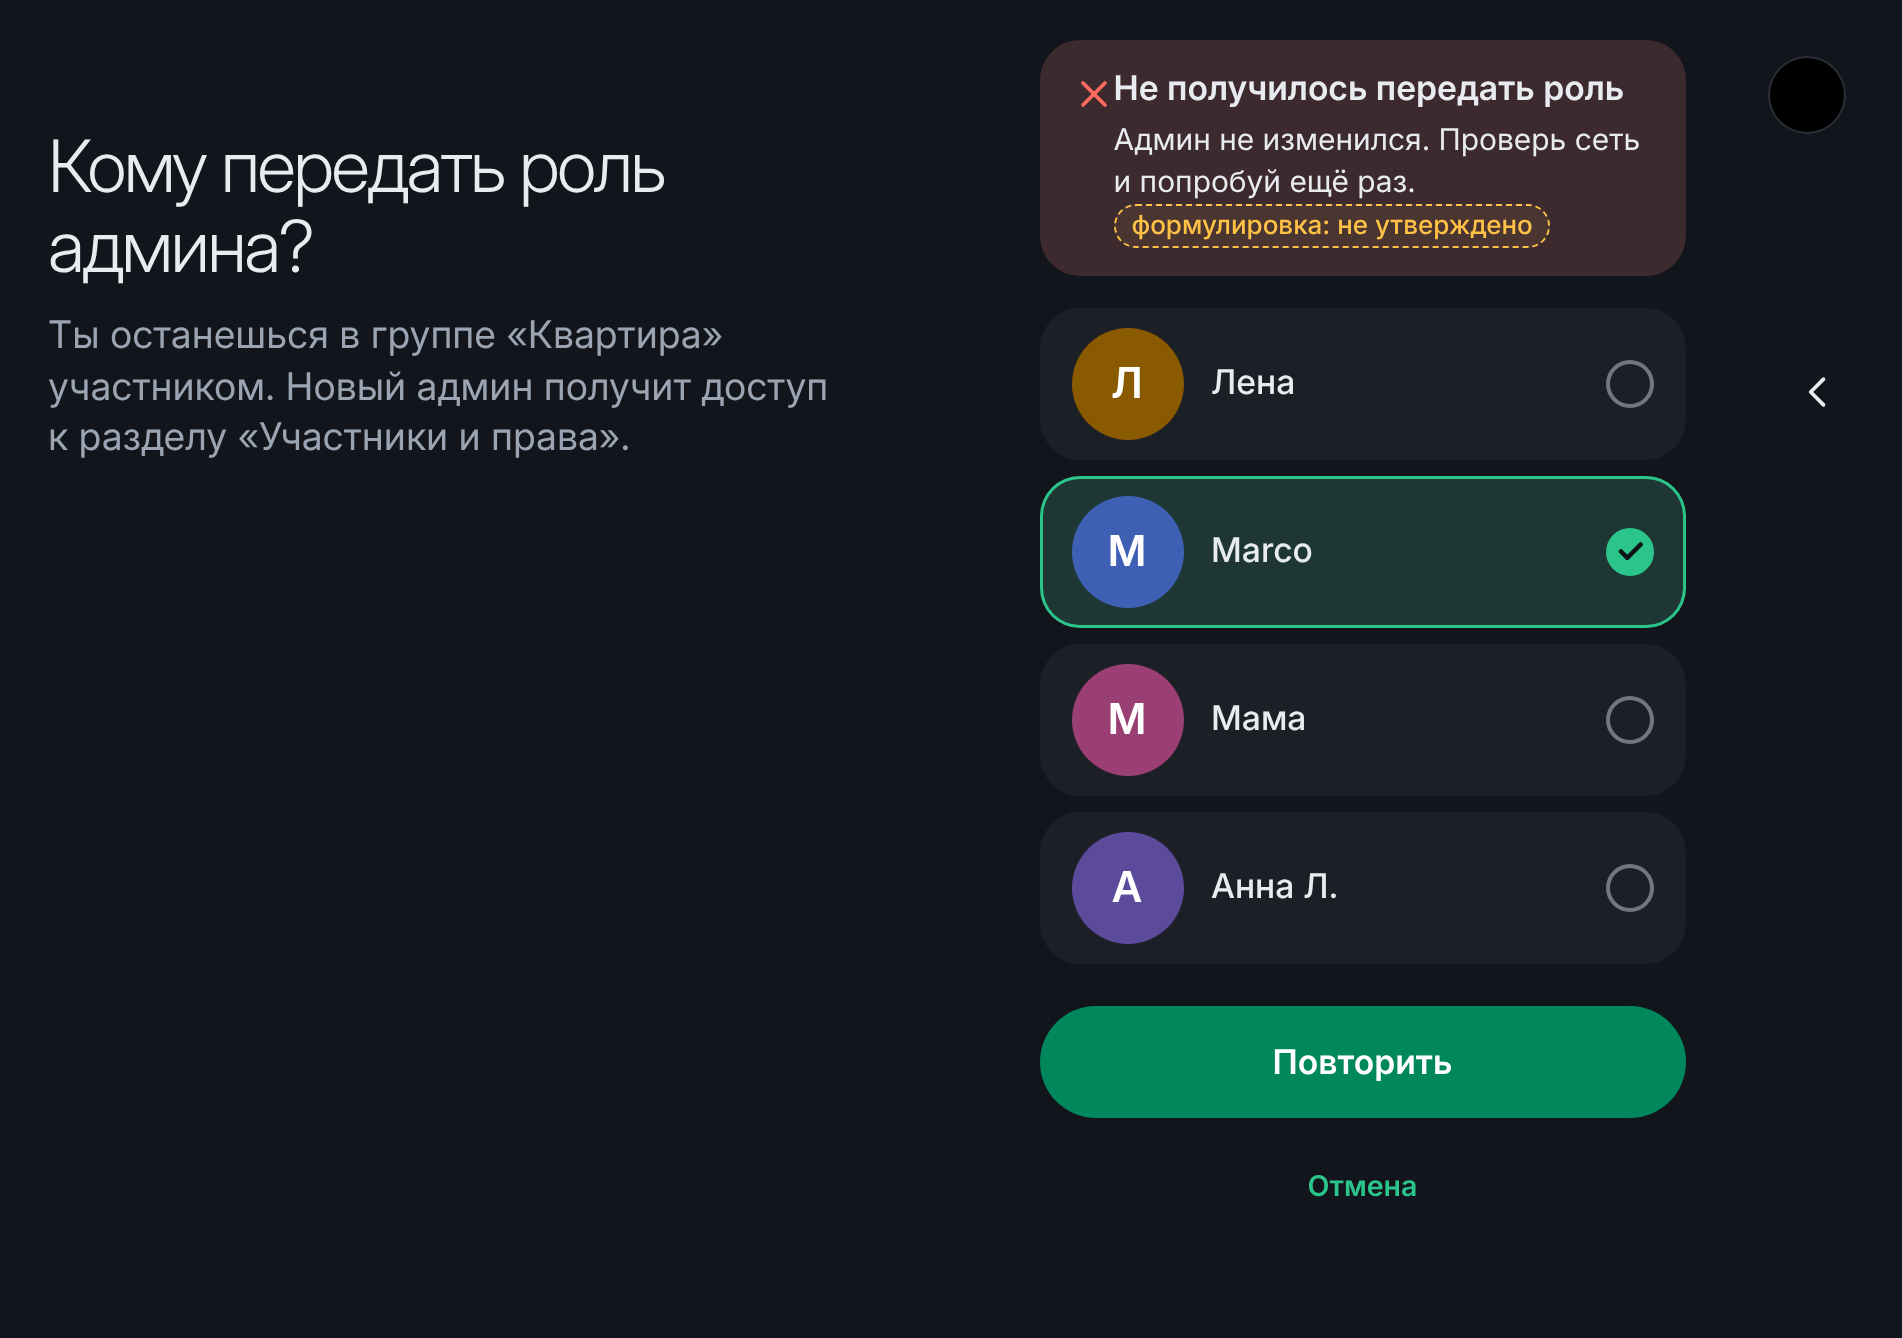 Кому передать роль
админа?
Ты останешься в группе «Квартира»
участником. Новый админ получит доступ
к разделу «Участники и права».
Не получилось передать роль
Админ не изменился. Проверь сеть
и попробуй ещё раз.
формулировка: не утверждено
Л Лена
M Marco
М Мама
А Анна Л.
Повторить
Отмена